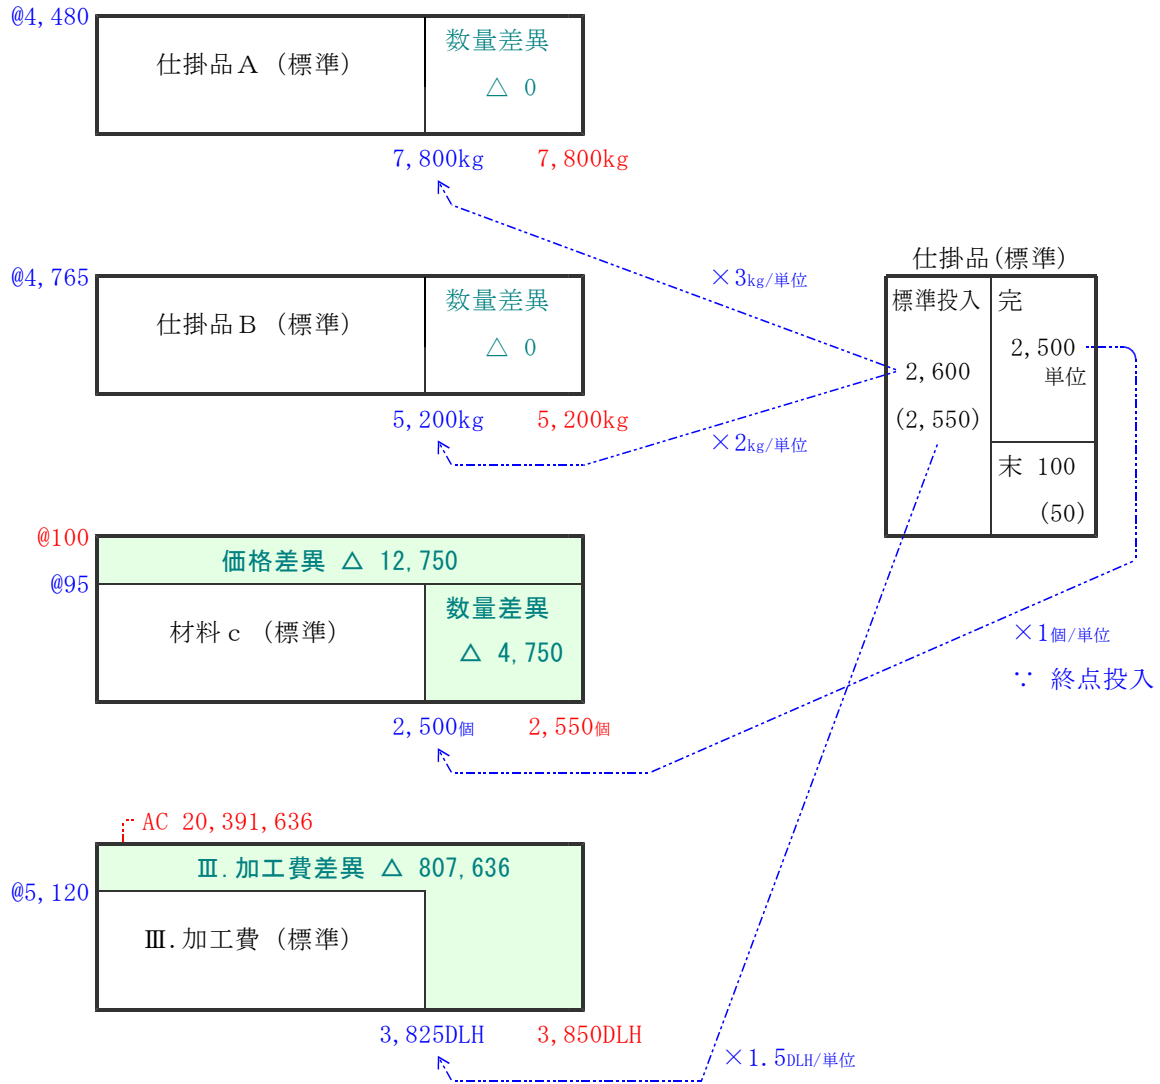 @4,480
仕掛品A (標準)
数量差異
△ 0
7,800kg 7,800kg
@4,765
仕掛品B (標準)
数量差異
△ 0
5,200kg 5,200kg
×3kg/単位
×2kg/単位
仕掛品(標準)
標準投入
2,600
(2,550)
完
2,500
単位
末 100
(50)
@100
価格差異 △ 12,750
@95
材料c (標準)
数量差異
△ 4,750
2,500個 2,550個
×1個/単位
∵ 終点投入
AC 20,391,636
Ⅲ.加工費差異 △ 807,636
@5,120
Ⅲ.加工費 (標準)
3,825DLH 3,850DLH
×1.5DLH/単位